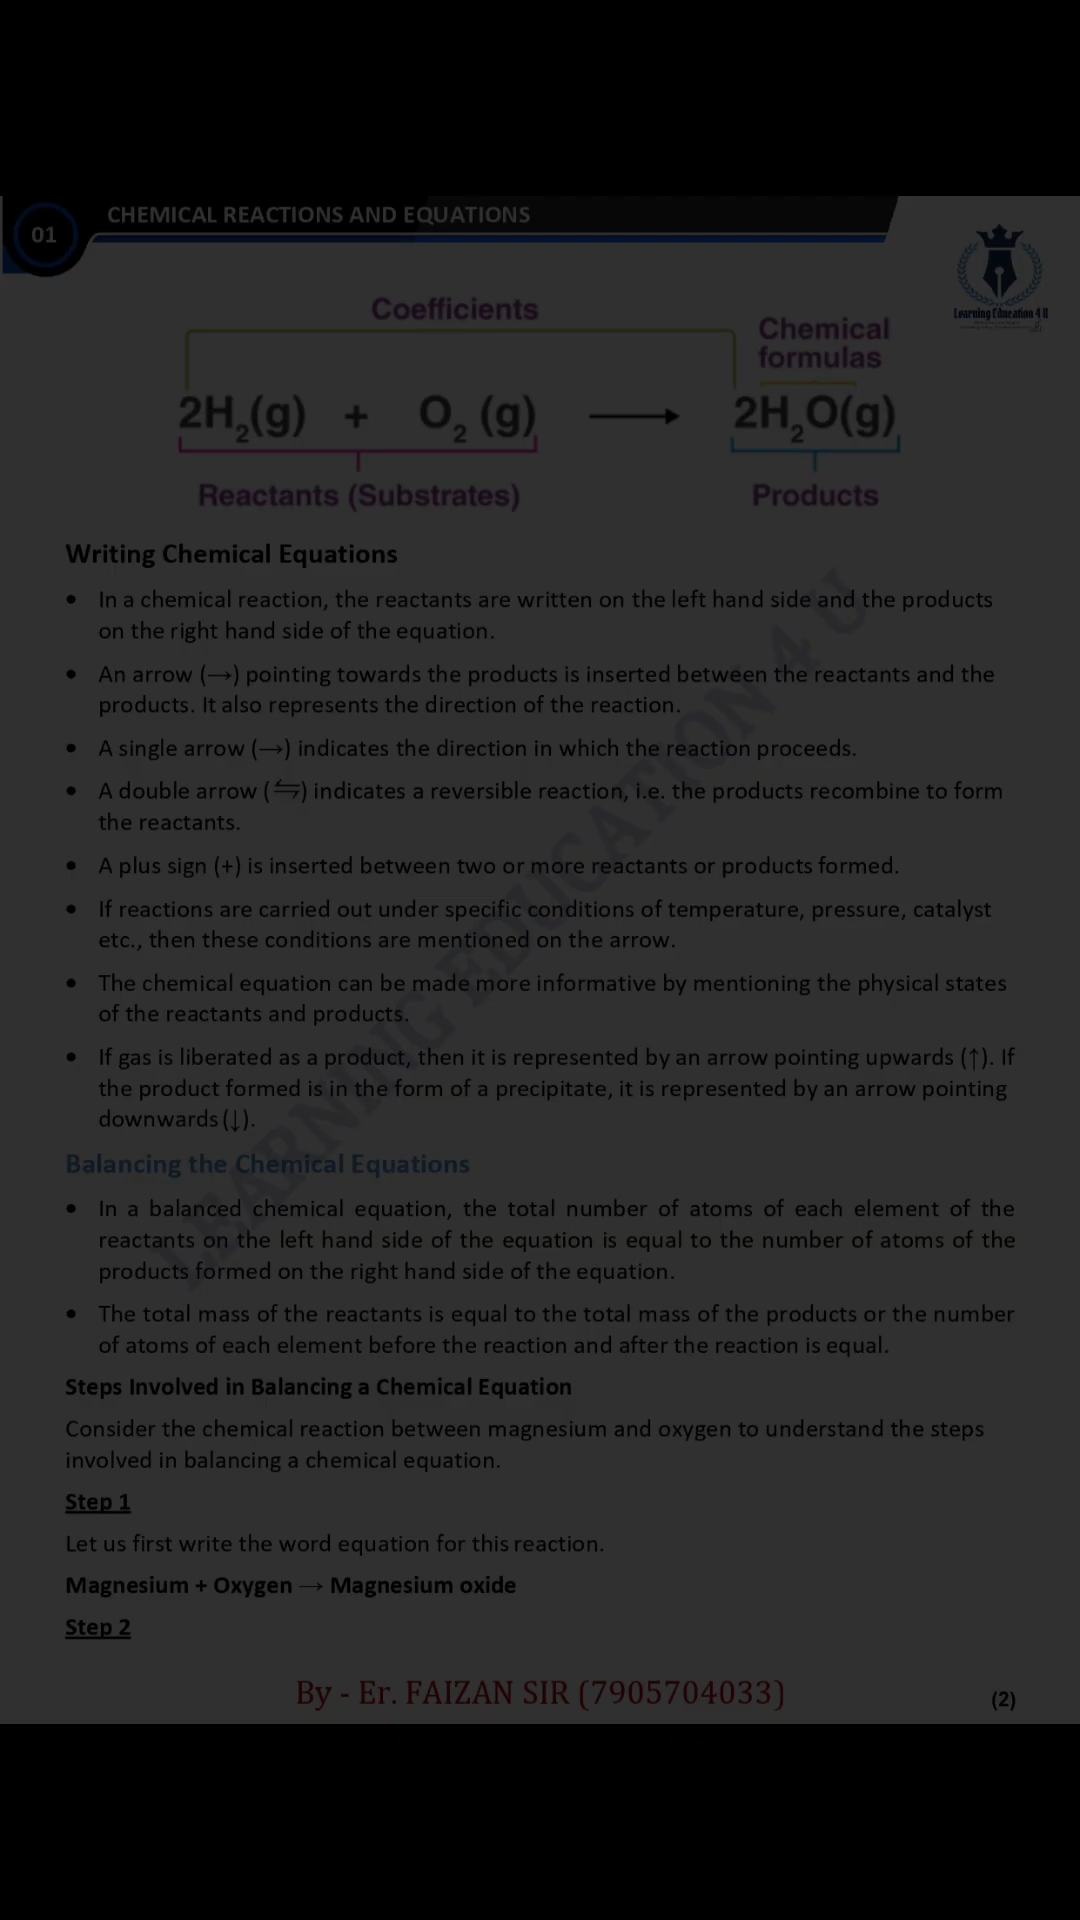 01
CHEMICAL REACTIONS AND EQUATIONS
Learning Education 4 U
Coefficients
Chemical
formulas
2H₂(g) + O₂ (g) ⟶ 2H₂O(g)
Reactants (Substrates)
Products
Writing Chemical Equations
• In a chemical reaction, the reactants are written on the left hand side and the products
on the right hand side of the equation.
• An arrow (→) pointing towards the products is inserted between the reactants and the
products. It also represents the direction of the reaction.
• A single arrow (→) indicates the direction in which the reaction proceeds.
• A double arrow (⇆) indicates a reversible reaction, i.e. the products recombine to form
the reactants.
• A plus sign (+) is inserted between two or more reactants or products formed.
• If reactions are carried out under specific conditions of temperature, pressure, catalyst
etc., then these conditions are mentioned on the arrow.
• The chemical equation can be made more informative by mentioning the physical states
of the reactants and products.
• If gas is liberated as a product, then it is represented by an arrow pointing upwards (↑). If
the product formed is in the form of a precipitate, it is represented by an arrow pointing
downwards (↓).
Balancing the Chemical Equations
• In a balanced chemical equation, the total number of atoms of each element of the
reactants on the left hand side of the equation is equal to the number of atoms of the
products formed on the right hand side of the equation.
• The total mass of the reactants is equal to the total mass of the products or the number
of atoms of each element before the reaction and after the reaction is equal.
Steps Involved in Balancing a Chemical Equation
Consider the chemical reaction between magnesium and oxygen to understand the steps
involved in balancing a chemical equation.
Step 1
Let us first write the word equation for this reaction.
Magnesium + Oxygen → Magnesium oxide
Step 2
LEARNING EDUCATION 4 U
By - Er. FAIZAN SIR (7905704033)
(2)